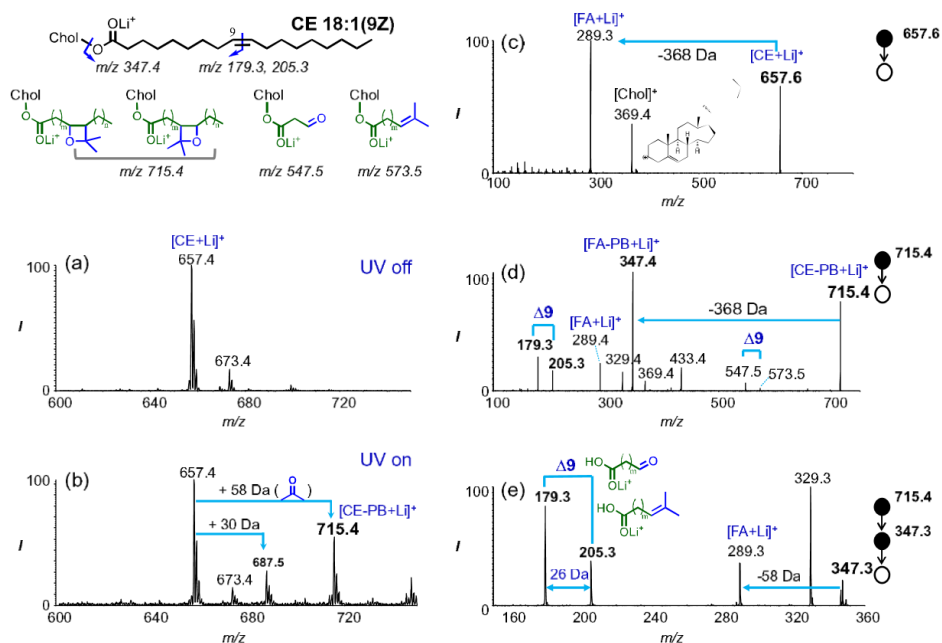 OLi⁺
CE 18:1(9Z)
Chol
O
9
m/z 347.4
m/z 179.3, 205.3
Chol Chol Chol Chol
O O O O
m n m n m
O O O O O O O
OLi⁺ OLi⁺ OLi⁺ OLi⁺
m/z 715.4
m/z 547.5
m/z 573.5
(a)
[CE+Li]⁺
657.4
UV off
673.4
100
I
0
600 640 680 720
m/z
(b)
UV on
657.4
+ 58 Da (
O
)
[CE-PB+Li]⁺
715.4
+ 30 Da
687.5
673.4
100
I
0
600 640 680 720
m/z
(c)
[FA+Li]⁺
289.3
-368 Da
[CE+Li]⁺
657.6
[Chol]⁺
369.4
H
H H
657.6
100
I
0
100 300 500 700
m/z
(d)
[FA-PB+Li]⁺
347.4
[CE-PB+Li]⁺
715.4
-368 Da
Δ9
179.3
205.3
[FA+Li]⁺
289.4
329.4
369.4
433.4
Δ9
547.5
573.5
715.4
100
I
0
100 300 500 700
m/z
(e)
Δ9
179.3
HO
m
O
OLi⁺
HO
m
OLi⁺
205.3
26 Da
[FA+Li]⁺
289.3
329.3
-58 Da
347.3
715.4
347.3
100
I
0
160 200 240 280 320 360
m/z